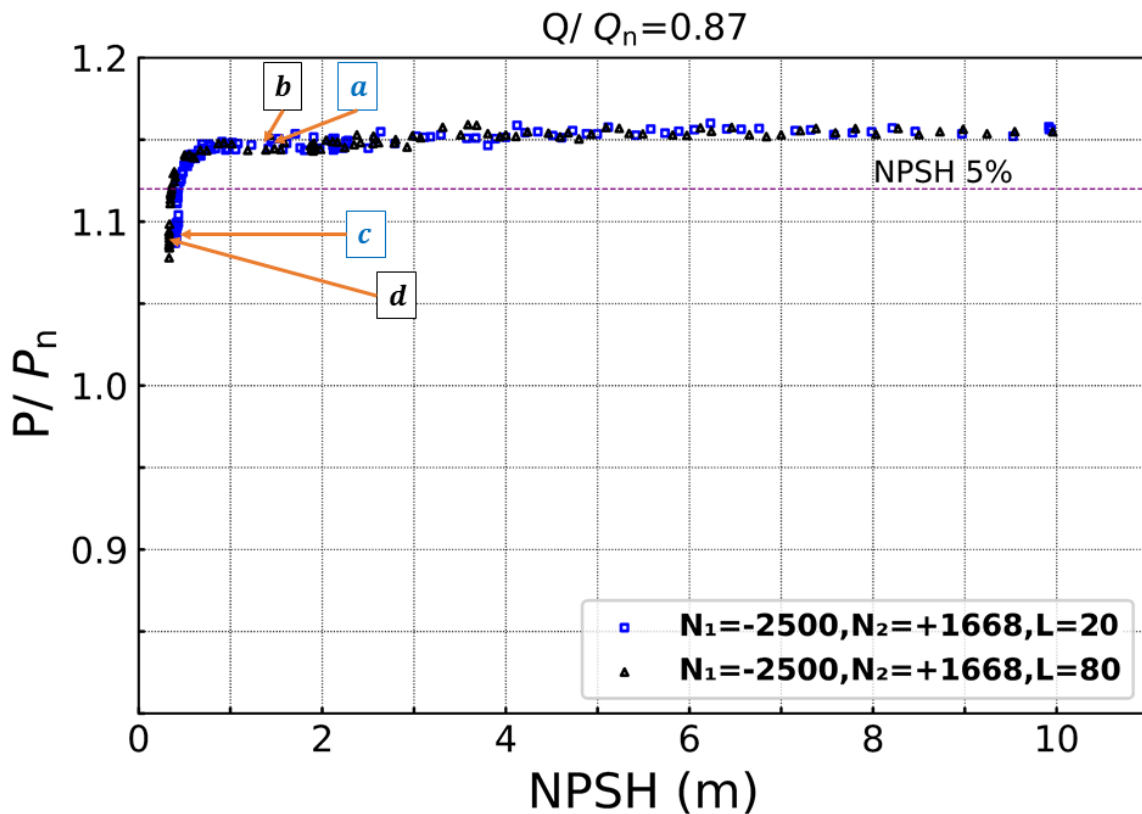 Q/ Qₙ=0.87
1.2
b
a
NPSH 5%
1.1
c
d
P/ Pₙ
1.0
0.9
N₁=-2500,N₂=+1668,L=20
N₁=-2500,N₂=+1668,L=80
0 2 4 6 8 10
NPSH (m)